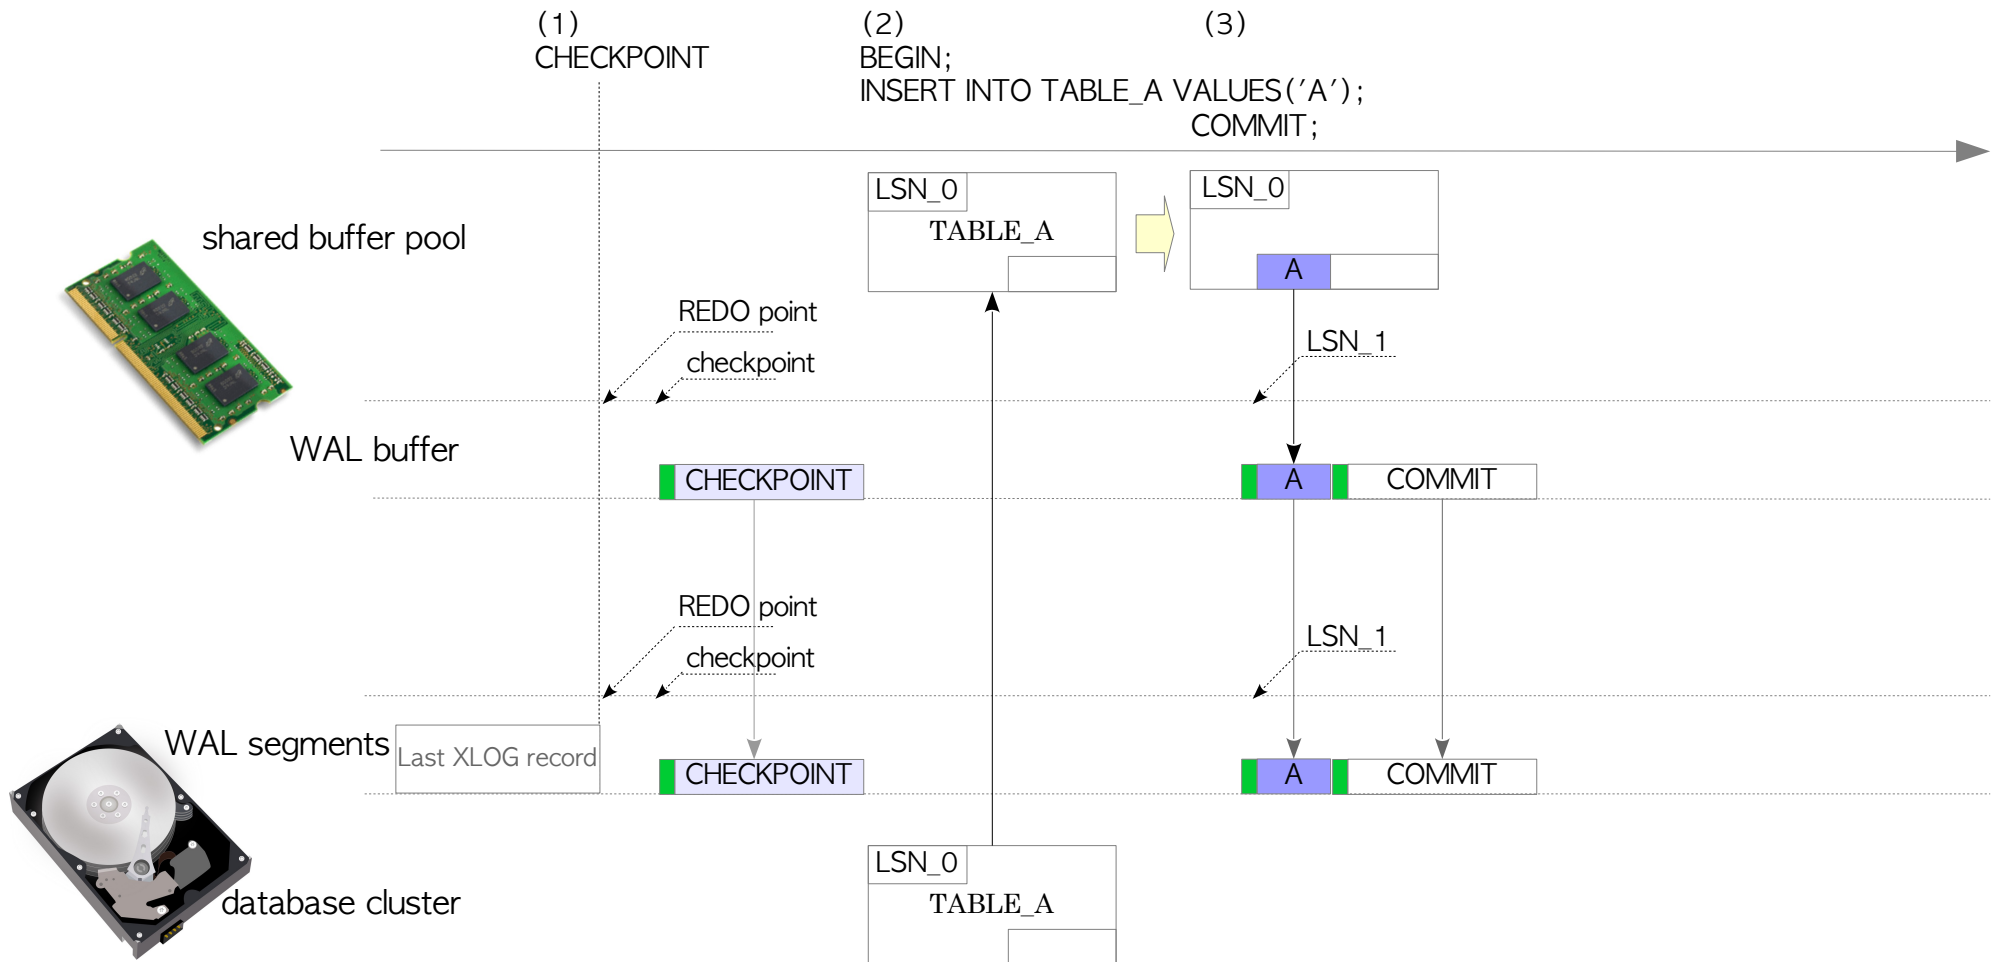 (1)
CHECKPOINT
(2)
BEGIN;
INSERT INTO TABLE_A VALUES('A');
(3)
COMMIT;
shared buffer pool
LSN_0
TABLE_A
LSN_0
A
REDO point
checkpoint
LSN_1
WAL buffer
CHECKPOINT
A
COMMIT
REDO point
checkpoint
LSN_1
WAL segments
Last XLOG record
CHECKPOINT
A
COMMIT
database cluster
LSN_0
TABLE_A